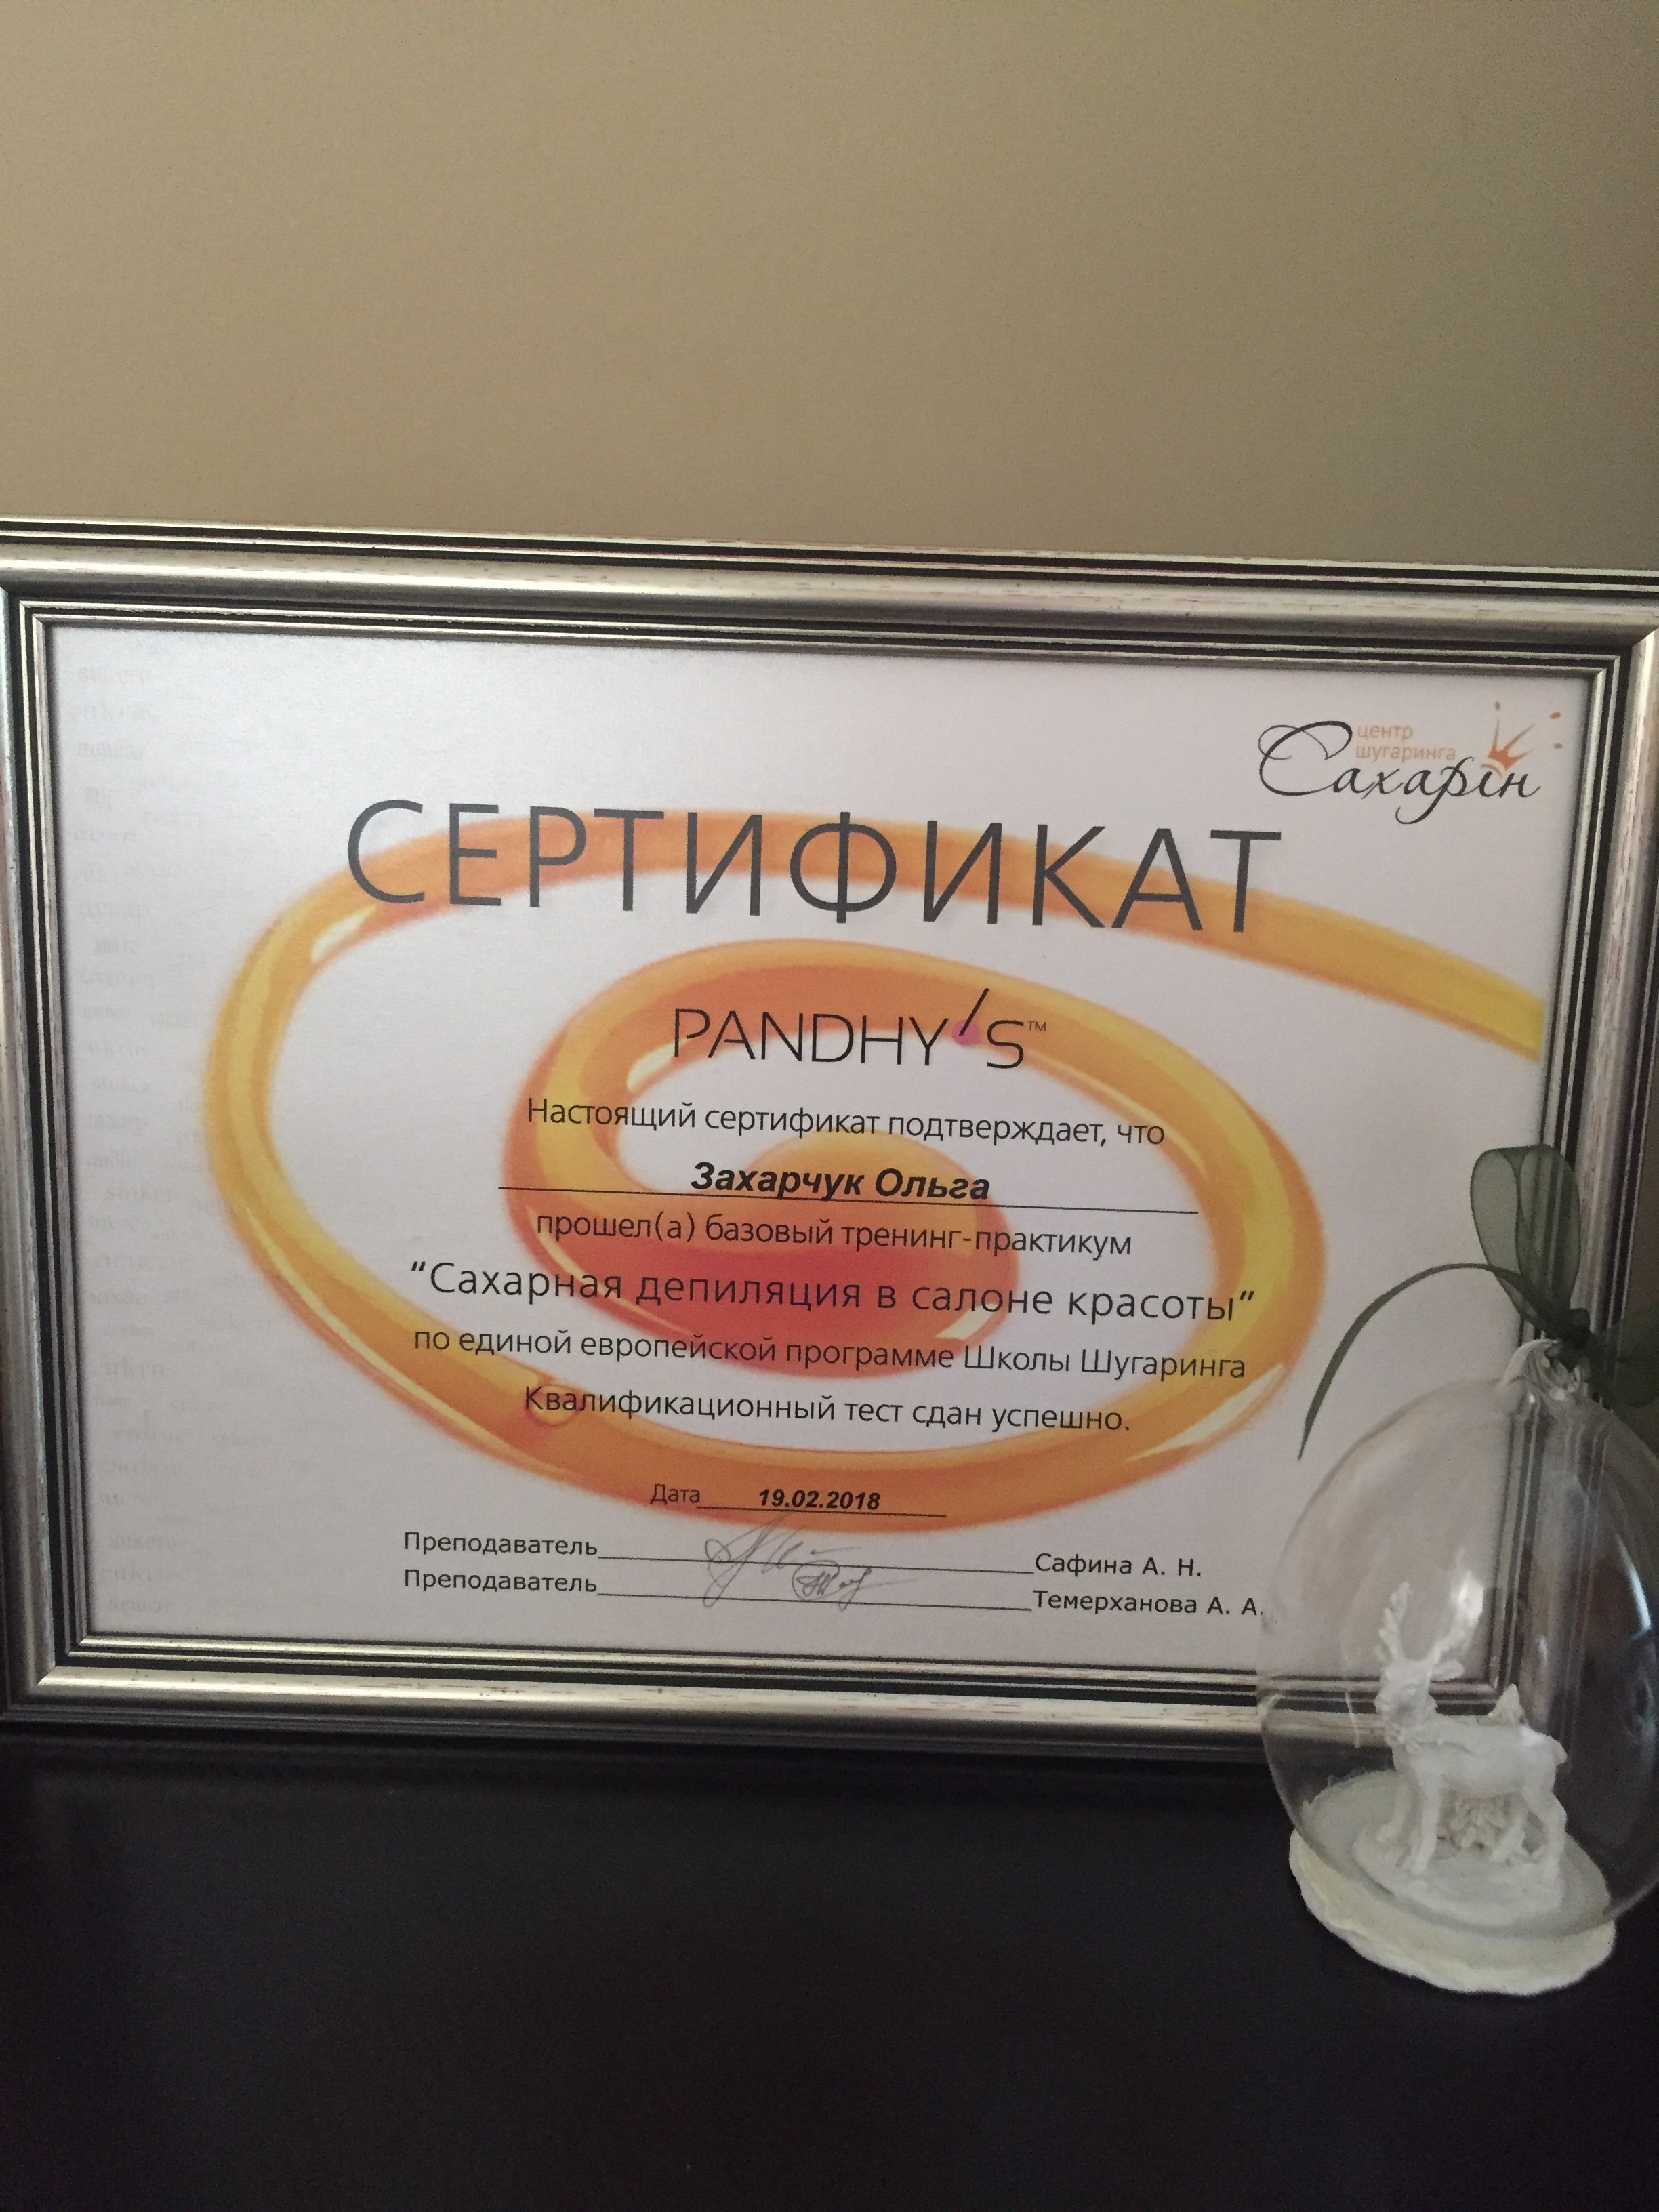 центр
шугаринга
Сахарiн
СЕРТИФИКАТ
PANDHY'S™
Настоящий сертификат подтверждает, что
Захарчук Ольга
прошел(а) базовый тренинг-практикум
“Сахарная депиляция в салоне красоты”
по единой европейской программе Школы Шугаринга
Квалификационный тест сдан успешно.
Дата 19.02.2018
Преподаватель Сафина А. Н.
Преподаватель Темерханова А. А.